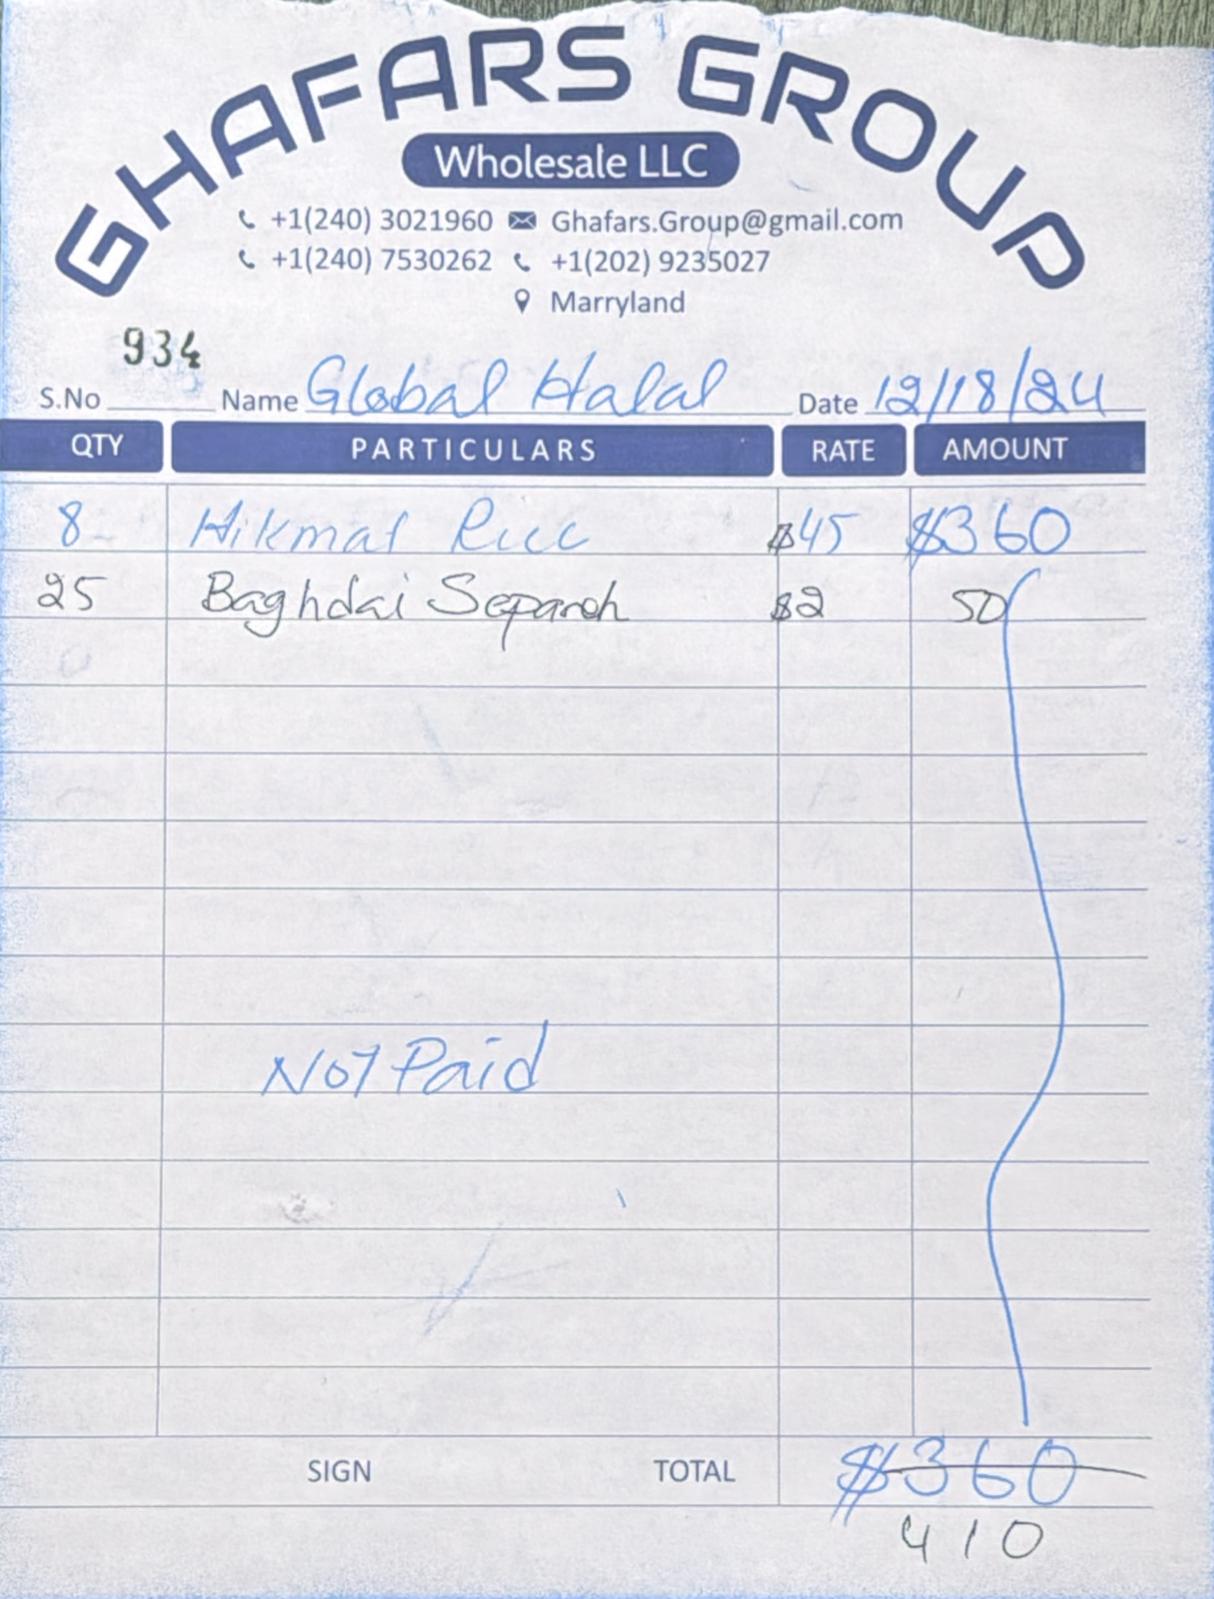 GHAFARS GROUP
Wholesale LLC
+1(240) 3021960 Ghafars.Group@gmail.com
+1(240) 7530262 +1(202) 9235027
Marryland
934
S.No Name Global Halal Date 12/18/24
QTY PARTICULARS RATE AMOUNT
8 Hikmat Rice $45 $360
25 Baghdai Separah $2 50
Not Paid
SIGN TOTAL $360
410